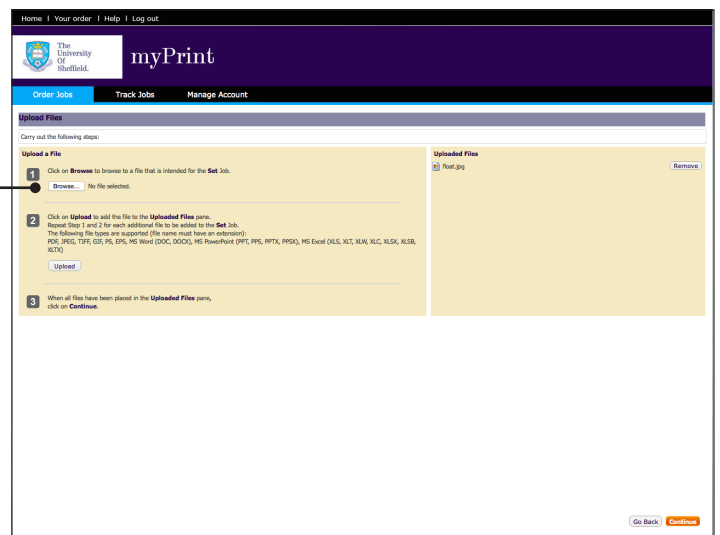 Home | Your order | Help | Log out
The
University
Of
Sheffield.
myPrint
Order Jobs Track Jobs Manage Account
Upload Files
Carry out the following steps:
Upload a File
1 Click on Browse to browse to a file that is intended for the Set Job.
Browse... No file selected.
2 Click on Upload to add the file to the Uploaded Files pane.
Repeat Step 1 and 2 for each additional file to be added to the Set Job.
The following file types are supported (file name must have an extension):
PDF, JPEG, TIFF, GIF, PS, EPS, MS Word (DOC, DOCX), MS PowerPoint (PPT, PPS, PPTX, PPSX), MS Excel (XLS, XLT, XLW, XLC, XLSX, XLSB,
XLTX)
Upload
3 When all files have been placed in the Uploaded Files pane,
click on Continue.
Uploaded Files
float.jpg Remove
Go Back Continue